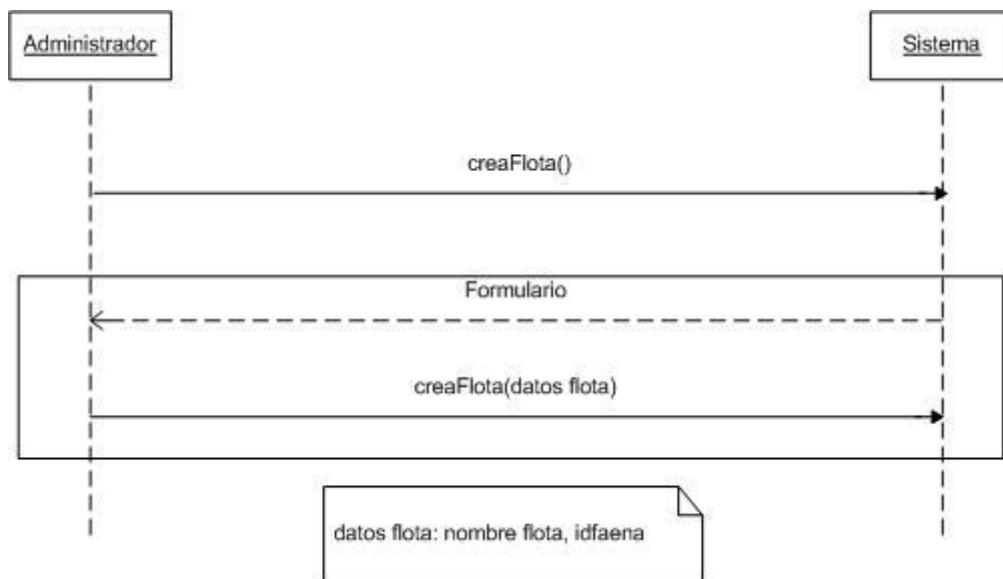 Administrador
Sistema
creaFlota()
Formulario
creaFlota(datos flota)
datos flota: nombre flota, idfaena